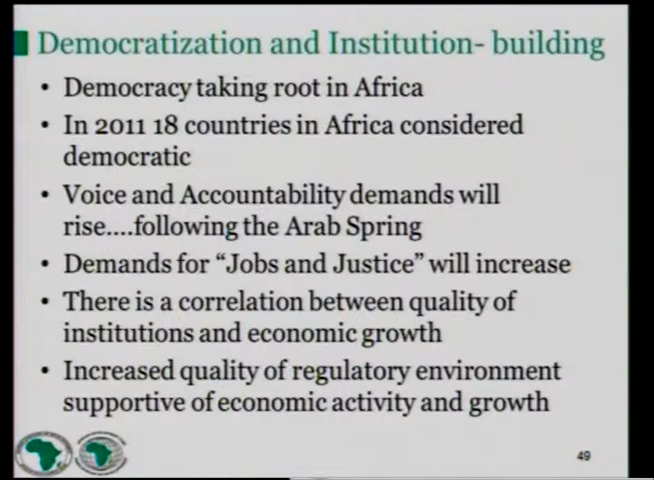 Democratization and Institution- building
• Democracy taking root in Africa
• In 2011 18 countries in Africa considered
democratic
• Voice and Accountability demands will
rise....following the Arab Spring
• Demands for “Jobs and Justice” will increase
• There is a correlation between quality of
institutions and economic growth
• Increased quality of regulatory environment
supportive of economic activity and growth
49